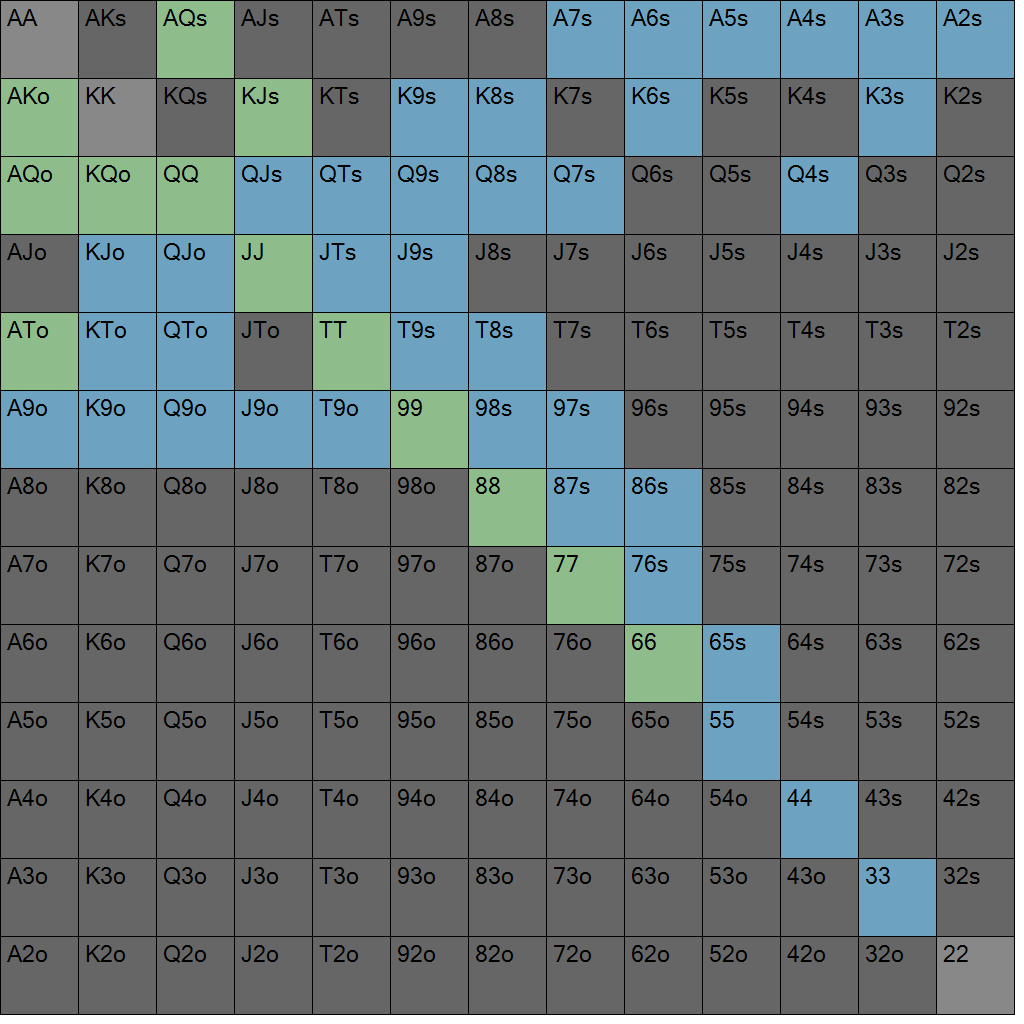 AA AKs AQs AJs ATs A9s A8s A7s A6s A5s A4s A3s A2s
AKo KK KQs KJs KTs K9s K8s K7s K6s K5s K4s K3s K2s
AQo KQo QQ QJs QTs Q9s Q8s Q7s Q6s Q5s Q4s Q3s Q2s
AJo KJo QJo JJ JTs J9s J8s J7s J6s J5s J4s J3s J2s
ATo KTo QTo JTo TT T9s T8s T7s T6s T5s T4s T3s T2s
A9o K9o Q9o J9o T9o 99 98s 97s 96s 95s 94s 93s 92s
A8o K8o Q8o J8o T8o 98o 88 87s 86s 85s 84s 83s 82s
A7o K7o Q7o J7o T7o 97o 87o 77 76s 75s 74s 73s 72s
A6o K6o Q6o J6o T6o 96o 86o 76o 66 65s 64s 63s 62s
A5o K5o Q5o J5o T5o 95o 85o 75o 65o 55 54s 53s 52s
A4o K4o Q4o J4o T4o 94o 84o 74o 64o 54o 44 43s 42s
A3o K3o Q3o J3o T3o 93o 83o 73o 63o 53o 43o 33 32s
A2o K2o Q2o J2o T2o 92o 82o 72o 62o 52o 42o 32o 22